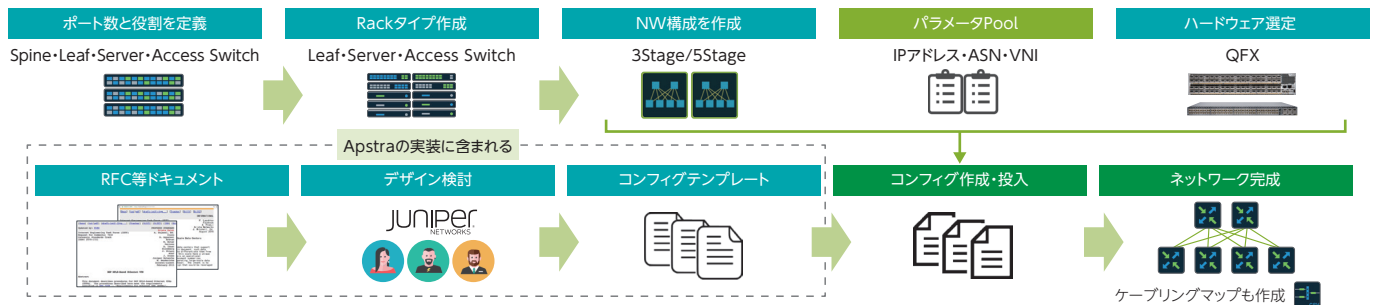 ポート数と役割を定義
Rackタイプ作成
NW構成を作成
パラメータPool
ハードウェア選定
Spine・Leaf・Server・Access Switch
Leaf・Server・Access Switch
3Stage/5Stage
IPアドレス・ASN・VNI
QFX
Apstraの実装に含まれる
RFC等ドキュメント
デザイン検討
コンフィグテンプレート
コンフィグ作成・投入
ネットワーク完成
JUNIPER
NETWORKS
ケーブリングマップも作成